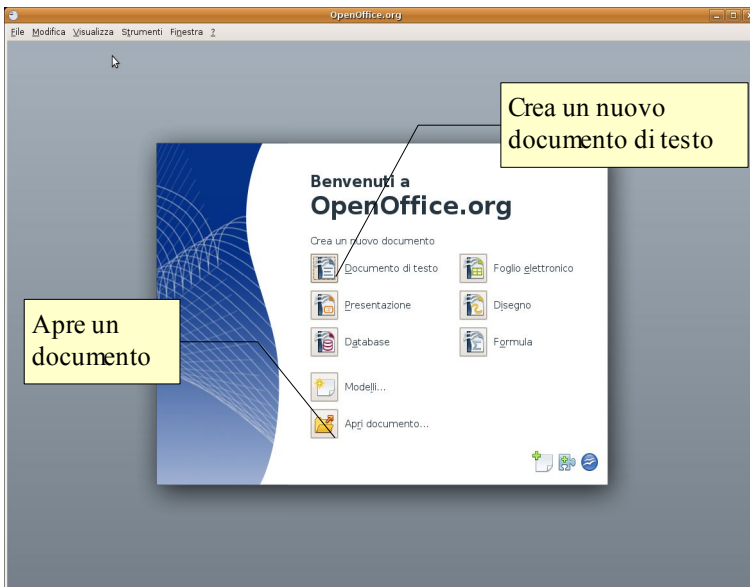 OpenOffice.org
File Modifica Visualizza Strumenti Finestra ?
Crea un nuovo
documento di testo
Benvenuti a
OpenOffice.org
Crea un nuovo documento
Documento di testo Foglio elettronico
Presentazione Disegno
Apre un
documento
Database Formula
Modelli...
Apri documento...